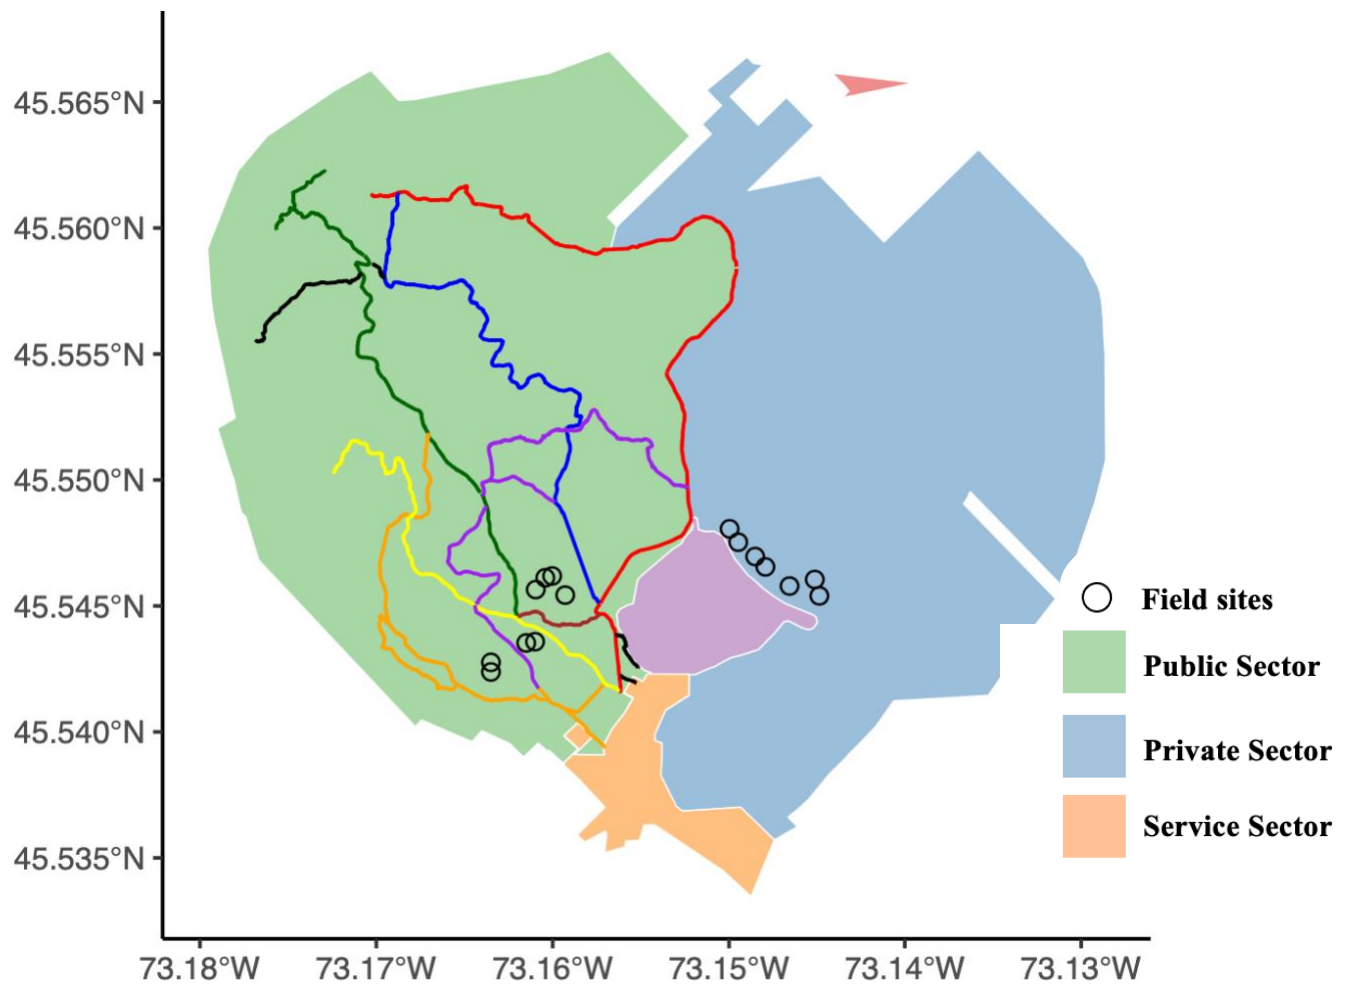 45.565°N
45.560°N
45.555°N
45.550°N
45.545°N
45.540°N
45.535°N
Field sites
Public Sector
Private Sector
Service Sector
73.18°W 73.17°W 73.16°W 73.15°W 73.14°W 73.13°W